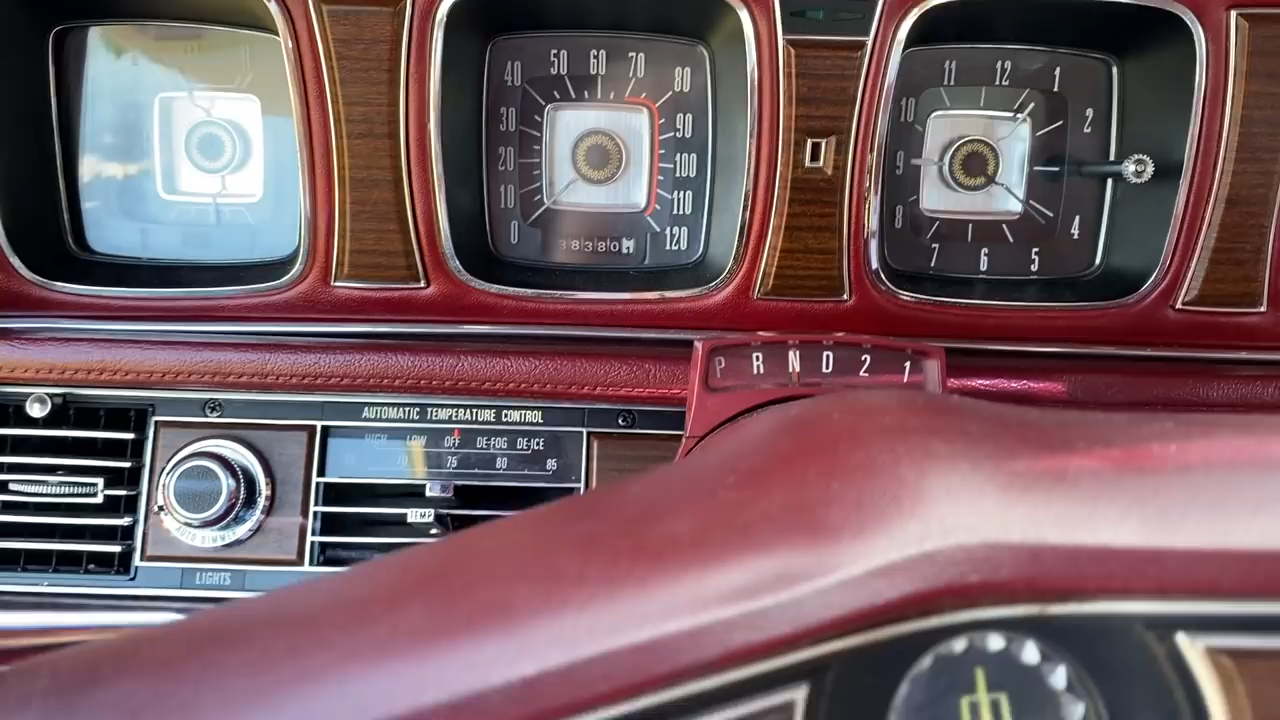 0 10 20 30 40 50 60 70 80 90 100 110 120
38380
11 12 1 2 4 5 6 7 8 9 10
P R N D 2 1
AUTOMATIC TEMPERATURE CONTROL
HIGH LOW OFF DE-FOG DE-ICE
70 75 80 85
TEMP
AUTO DIMMER
LIGHTS